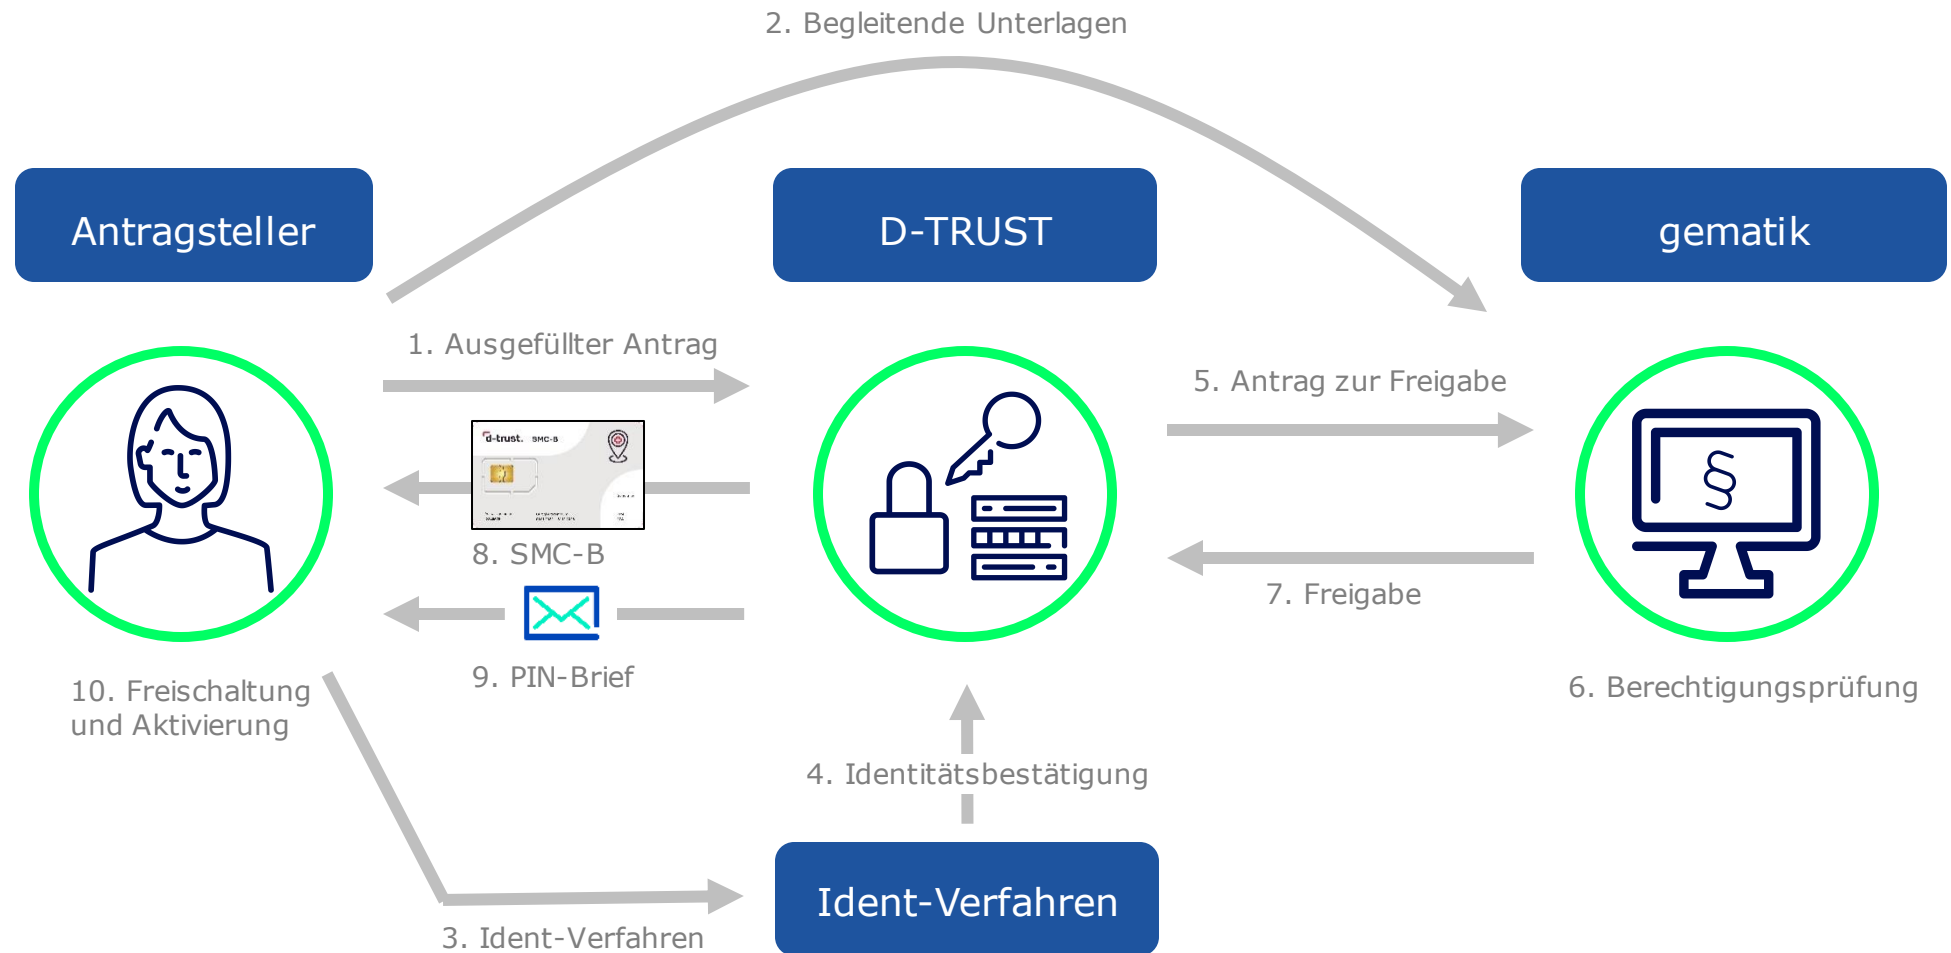 2. Begleitende Unterlagen
Antragsteller
D-TRUST
gematik
1. Ausgefüllter Antrag
5. Antrag zur Freigabe
d-trust. SMC-B
§
8. SMC-B
7. Freigabe
9. PIN-Brief
10. Freischaltung
und Aktivierung
6. Berechtigungsprüfung
4. Identitätsbestätigung
Ident-Verfahren
3. Ident-Verfahren